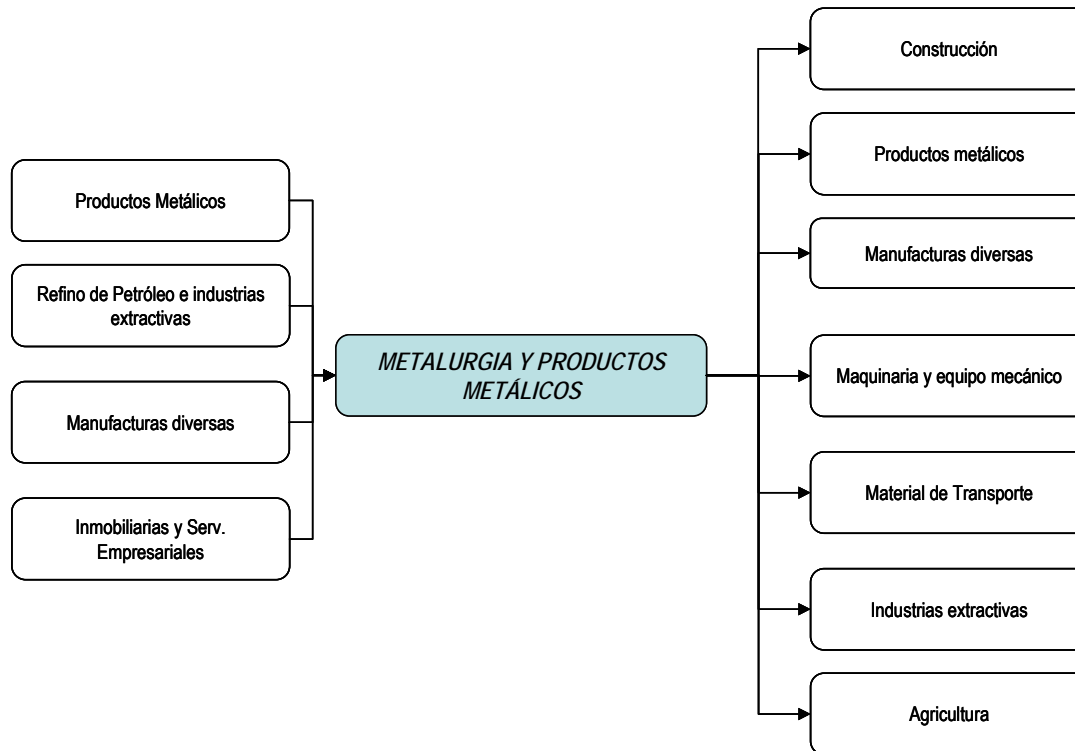 Productos Metálicos
Refino de Petróleo e industrias
extractivas
Manufacturas diversas
Inmobiliarias y Serv.
Empresariales
METALURGIA Y PRODUCTOS
METÁLICOS
Construcción
Productos metálicos
Manufacturas diversas
Maquinaria y equipo mecánico
Material de Transporte
Industrias extractivas
Agricultura